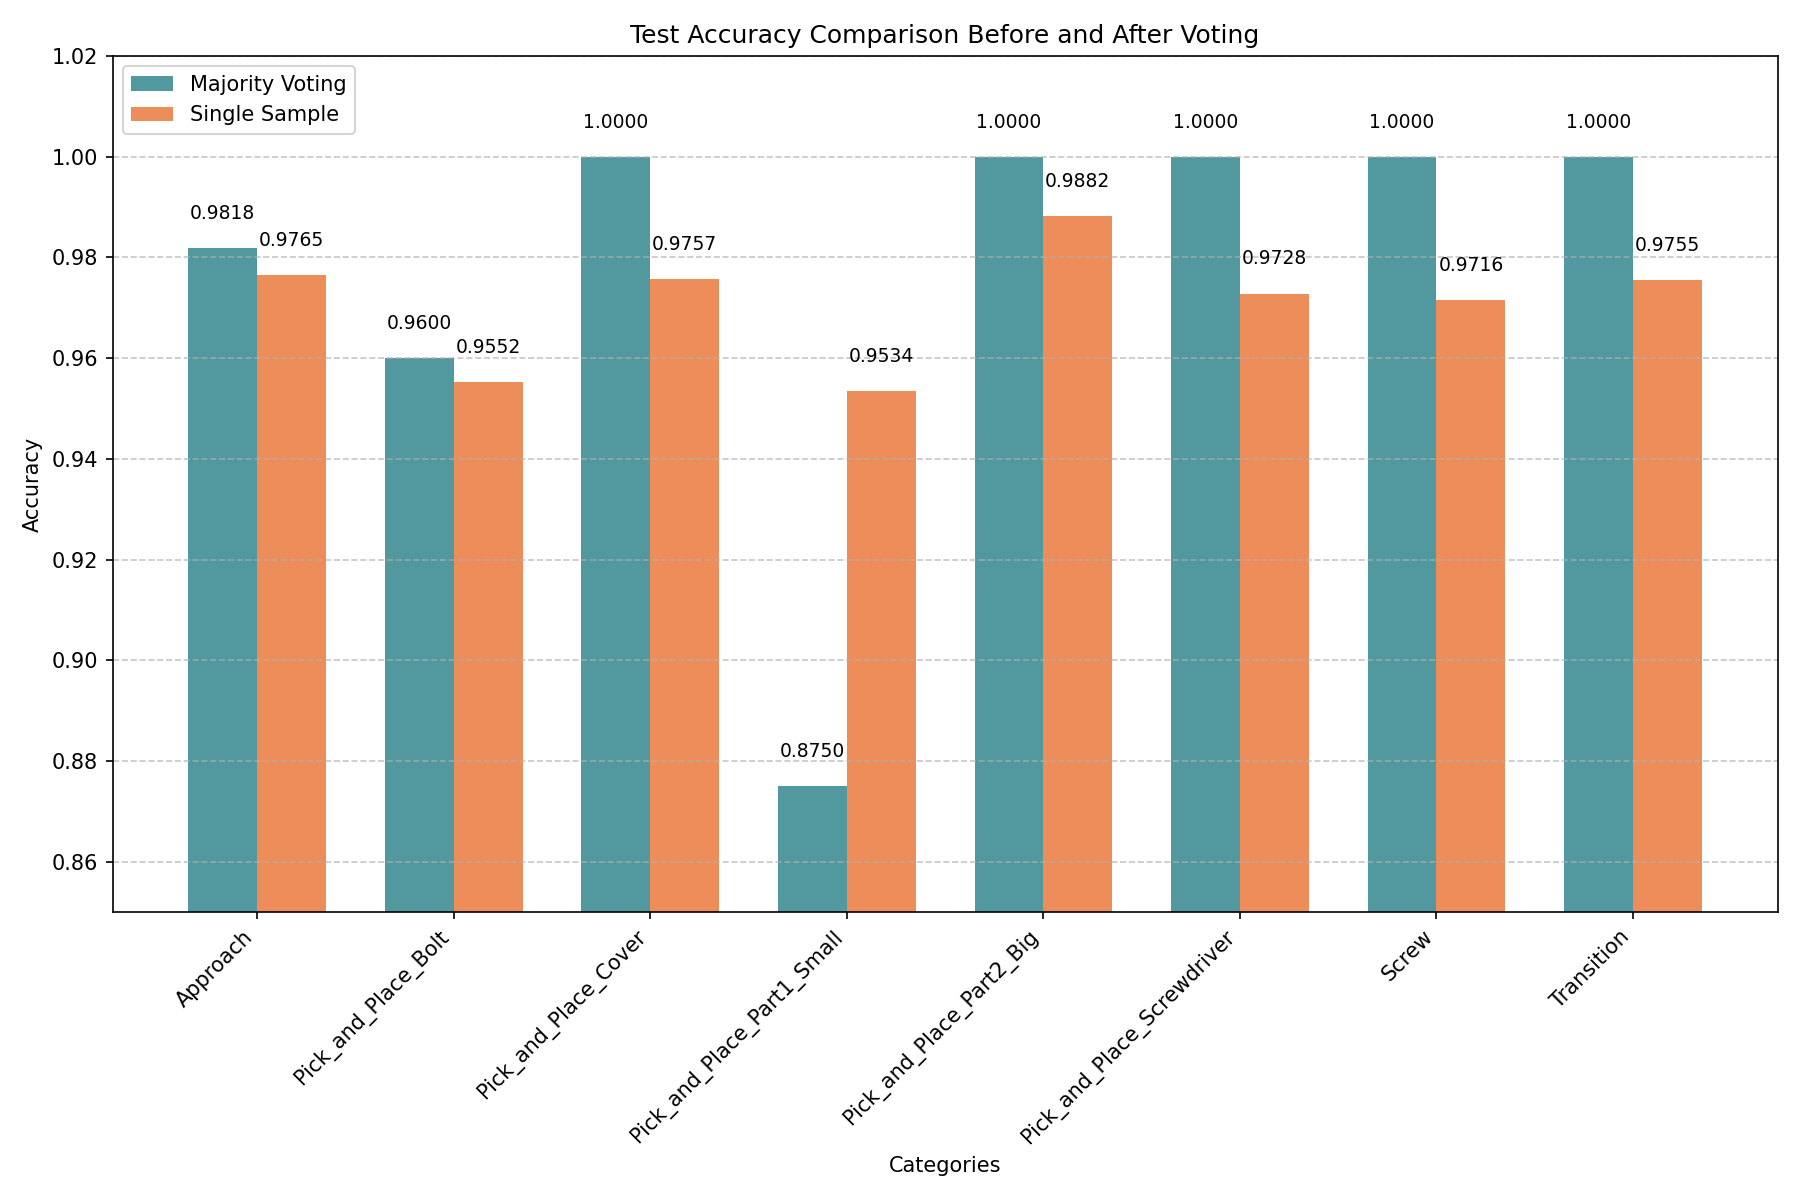 Test Accuracy Comparison Before and After Voting
Majority Voting
Single Sample
Accuracy
1.02
1.00
0.98
0.96
0.94
0.92
0.90
0.88
0.86
0.9818
0.9765
0.9600
0.9552
1.0000
0.9757
0.8750
0.9534
1.0000
0.9882
1.0000
0.9728
1.0000
0.9716
1.0000
0.9755
Approach
Pick_and_Place_Bolt
Pick_and_Place_Cover
Pick_and_Place_Part1_Small
Pick_and_Place_Part2_Big
Pick_and_Place_Screwdriver
Screw
Transition
Categories